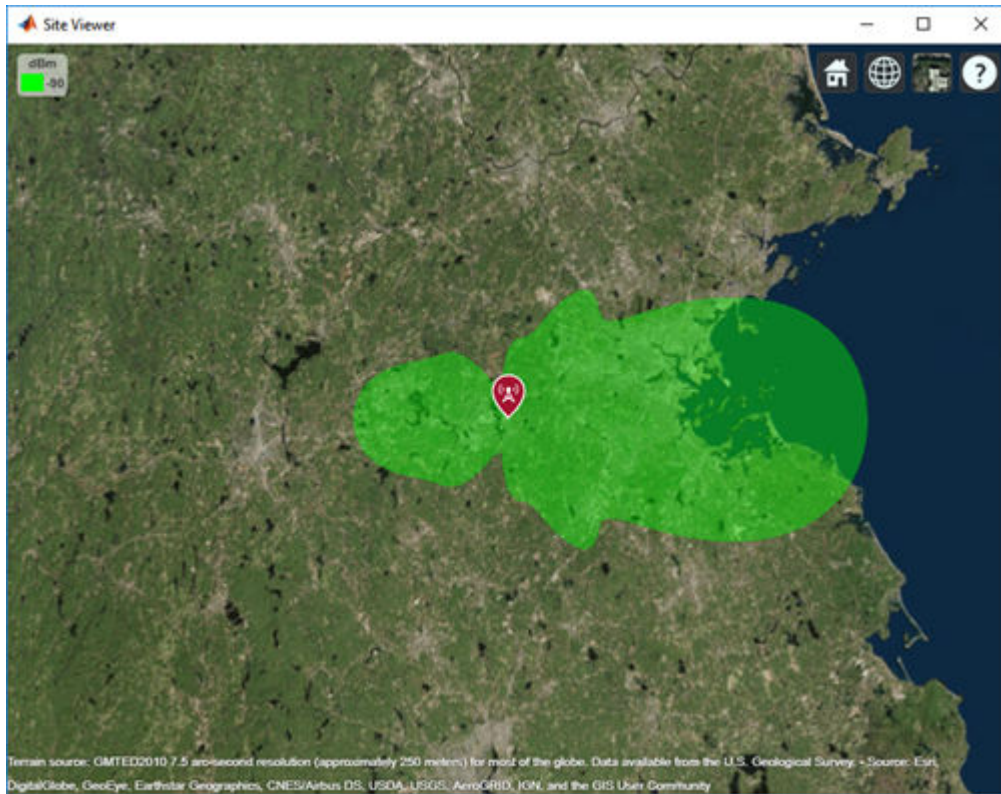 Site Viewer
dBm
-90
?
Terrain source: GMTED2010 7.5 arc-second resolution (approximately 250 meters) for most of the globe. Data available from the U.S. Geological Survey. • Source: Esri,
DigitalGlobe, GeoEye, Earthstar Geographics, CNES/Airbus DS, USDA, USGS, AeroGRID, IGN, and the GIS User Community